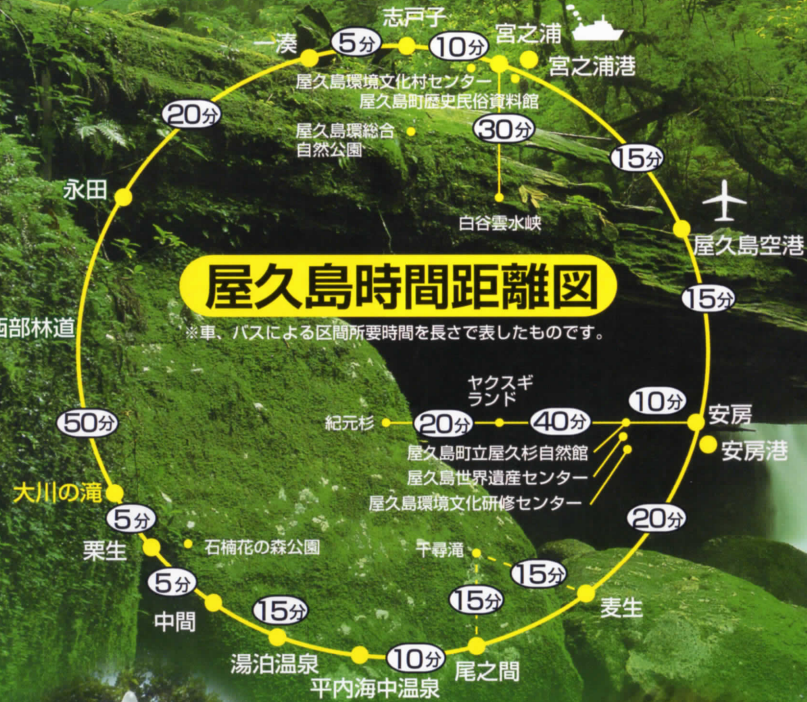 志戸子
宮之浦
一湊
5分
10分
宮之浦港
屋久島環境文化村センター
屋久島町歴史民俗資料館
20分
30分
屋久島環総合
自然公園
15分
永田
白谷雲水峡
屋久島空港
屋久島時間距離図
15分
西部林道
※車、バスによる区間所要時間を長さで表したものです。
ヤクスギ
ランド
10分
安房
紀元杉
20分
40分
50分
屋久島町立屋久杉自然館
安房港
屋久島世界遺産センター
大川の滝
屋久島環境文化研修センター
5分
20分
栗生
石楠花の森公園
千尋滝
5分
15分
15分
15分
麦生
中間
湯泊温泉
10分
尾之間
平内海中温泉